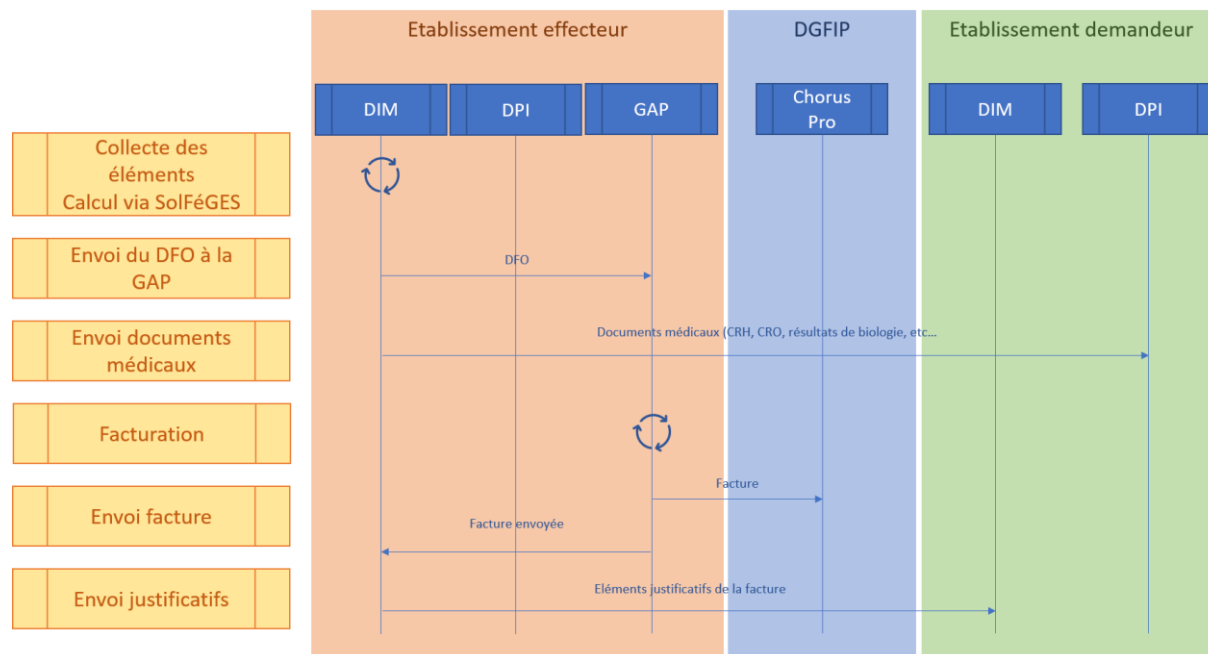 Etablissement effecteur
DGFIP
Etablissement demandeur
DIM
DPI
GAP
Chorus
Pro
DIM
DPI
Collecte des
éléments
Calcul via SolFéGES
Envoi du DFO à la
GAP
DFO
Envoi documents
médicaux
Documents médicaux (CRH, CRO, résultats de biologie, etc...
Facturation
Facture
Envoi facture
Facture envoyée
Envoi justificatifs
Eléments justificatifs de la facture